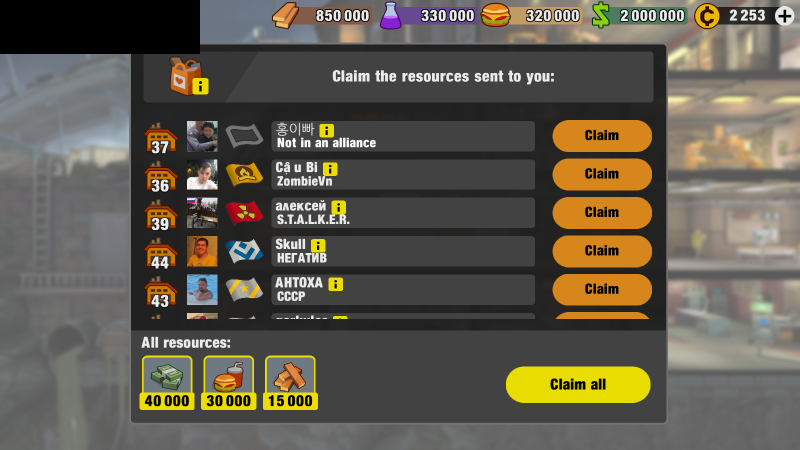 850 000 330 000 320 000 2 000 000 2 253
Claim the resources sent to you:
37 홍이빠 Claim
Not in an alliance
36 Cậu Bi Claim
ZombieVn
39 алексей Claim
S.T.A.L.K.E.R.
44 Skull Claim
НЕГАТИВ
43 АНТОХА Claim
СССР
All resources:
40 000 30 000 15 000
Claim all